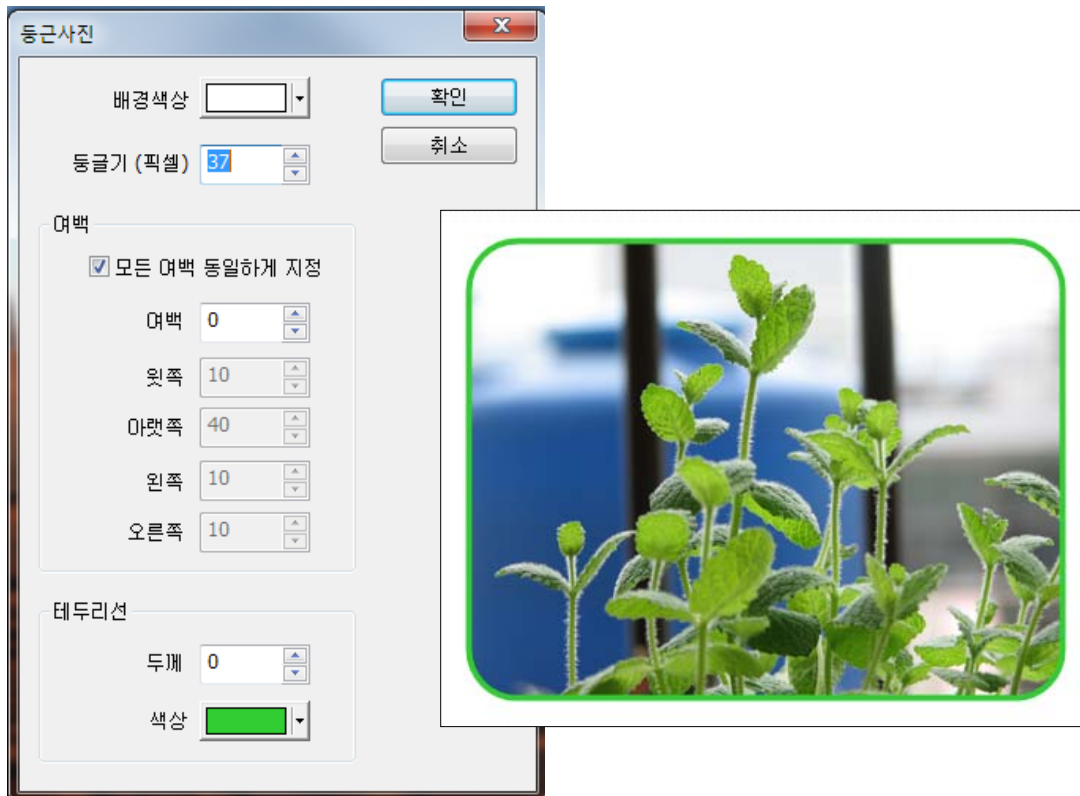 둥근사진
배경색상
확인
둥글기 (픽셀) 37
취소
여백
모든 여백 동일하게 지정
여백 0
윗쪽 10
아랫쪽 40
왼쪽 10
오른쪽 10
테두리선
두께 0
색상